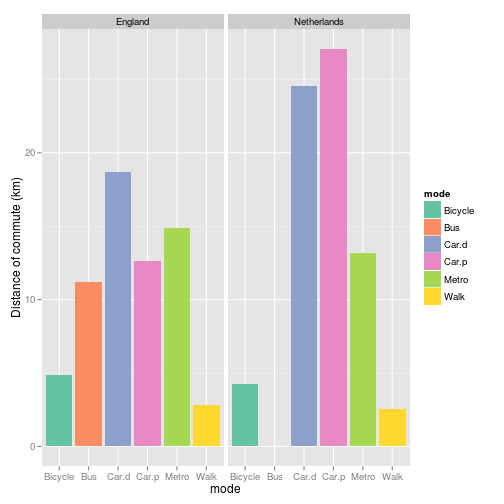 England Netherlands
20
10
0
Distance of commute (km)
Bicycle Bus Car.d Car.p Metro Walk Bicycle Bus Car.d Car.p Metro Walk
mode
mode
Bicycle
Bus
Car.d
Car.p
Metro
Walk